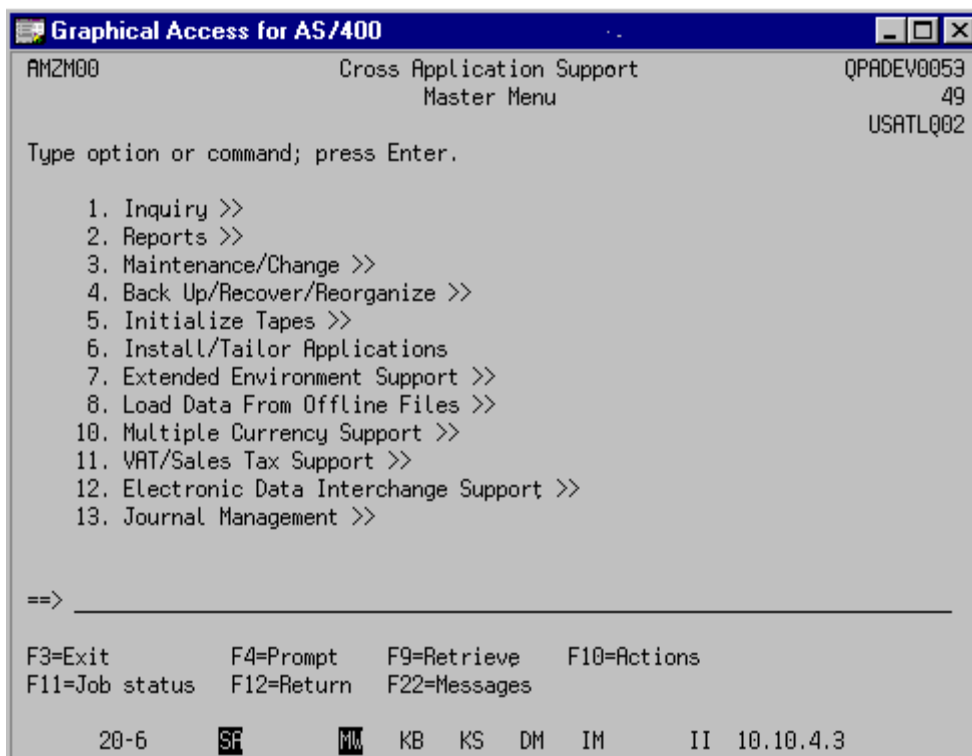 Graphical Access for AS/400
AMZM00 Cross Application Support QPADEV0053
Master Menu 49
USATLQ02
Type option or command; press Enter.
1. Inquiry >>
2. Reports >>
3. Maintenance/Change >>
4. Back Up/Recover/Reorganize >>
5. Initialize Tapes >>
6. Install/Tailor Applications
7. Extended Environment Support >>
8. Load Data From Offline Files >>
10. Multiple Currency Support >>
11. VAT/Sales Tax Support >>
12. Electronic Data Interchange Support >>
13. Journal Management >>
==>
F3=Exit F4=Prompt F9=Retrieve F10=Actions
F11=Job status F12=Return F22=Messages
20-6 SA MW KB KS DM IM II 10.10.4.3